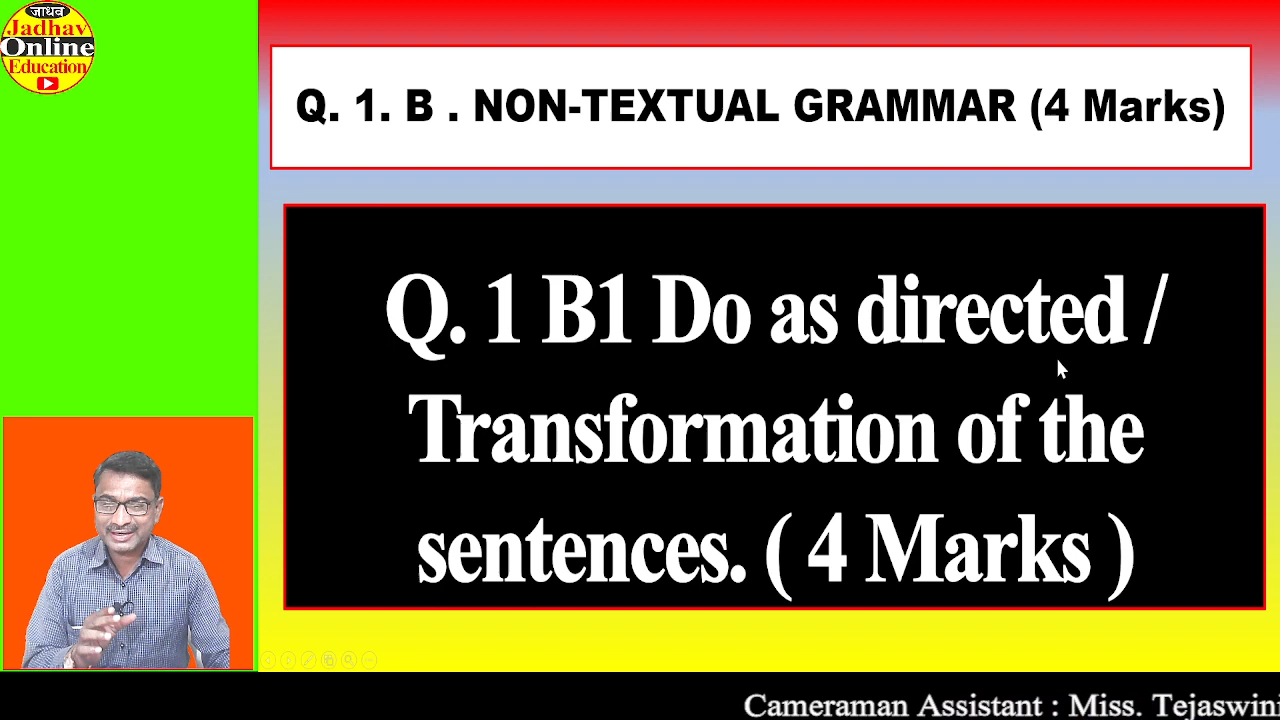 जाधव
Jadhav
Online
Education
Q. 1. B . NON-TEXTUAL GRAMMAR (4 Marks)
Q. 1 B1 Do as directed /
Transformation of the
sentences. ( 4 Marks )
Cameraman Assistant : Miss. Tejaswini